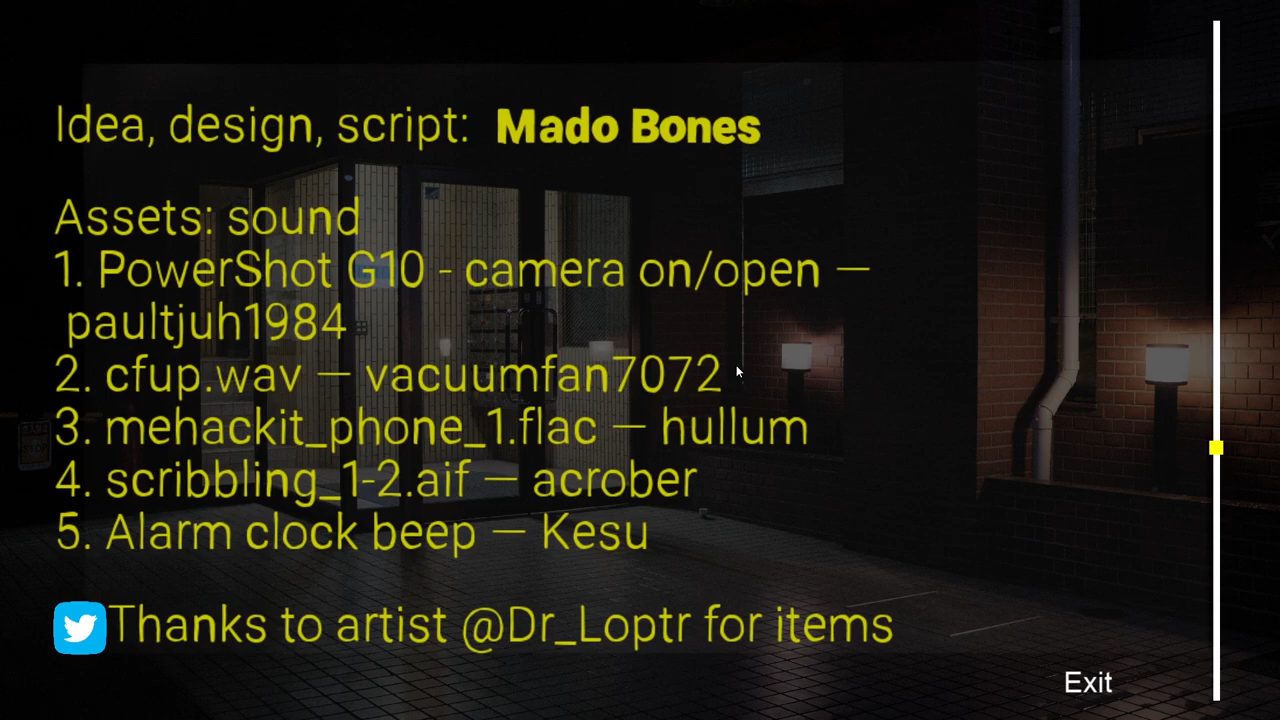 Idea, design, script: Mado Bones
Assets: sound
1. PowerShot G10 - camera on/open —
paultjuh1984
2. cfup.wav — vacuumfan7072
3. mehackit_phone_1.flac — hullum
4. scribbling_1-2.aif — acrober
5. Alarm clock beep — Kesu
Thanks to artist @Dr_Loptr for items
Exit